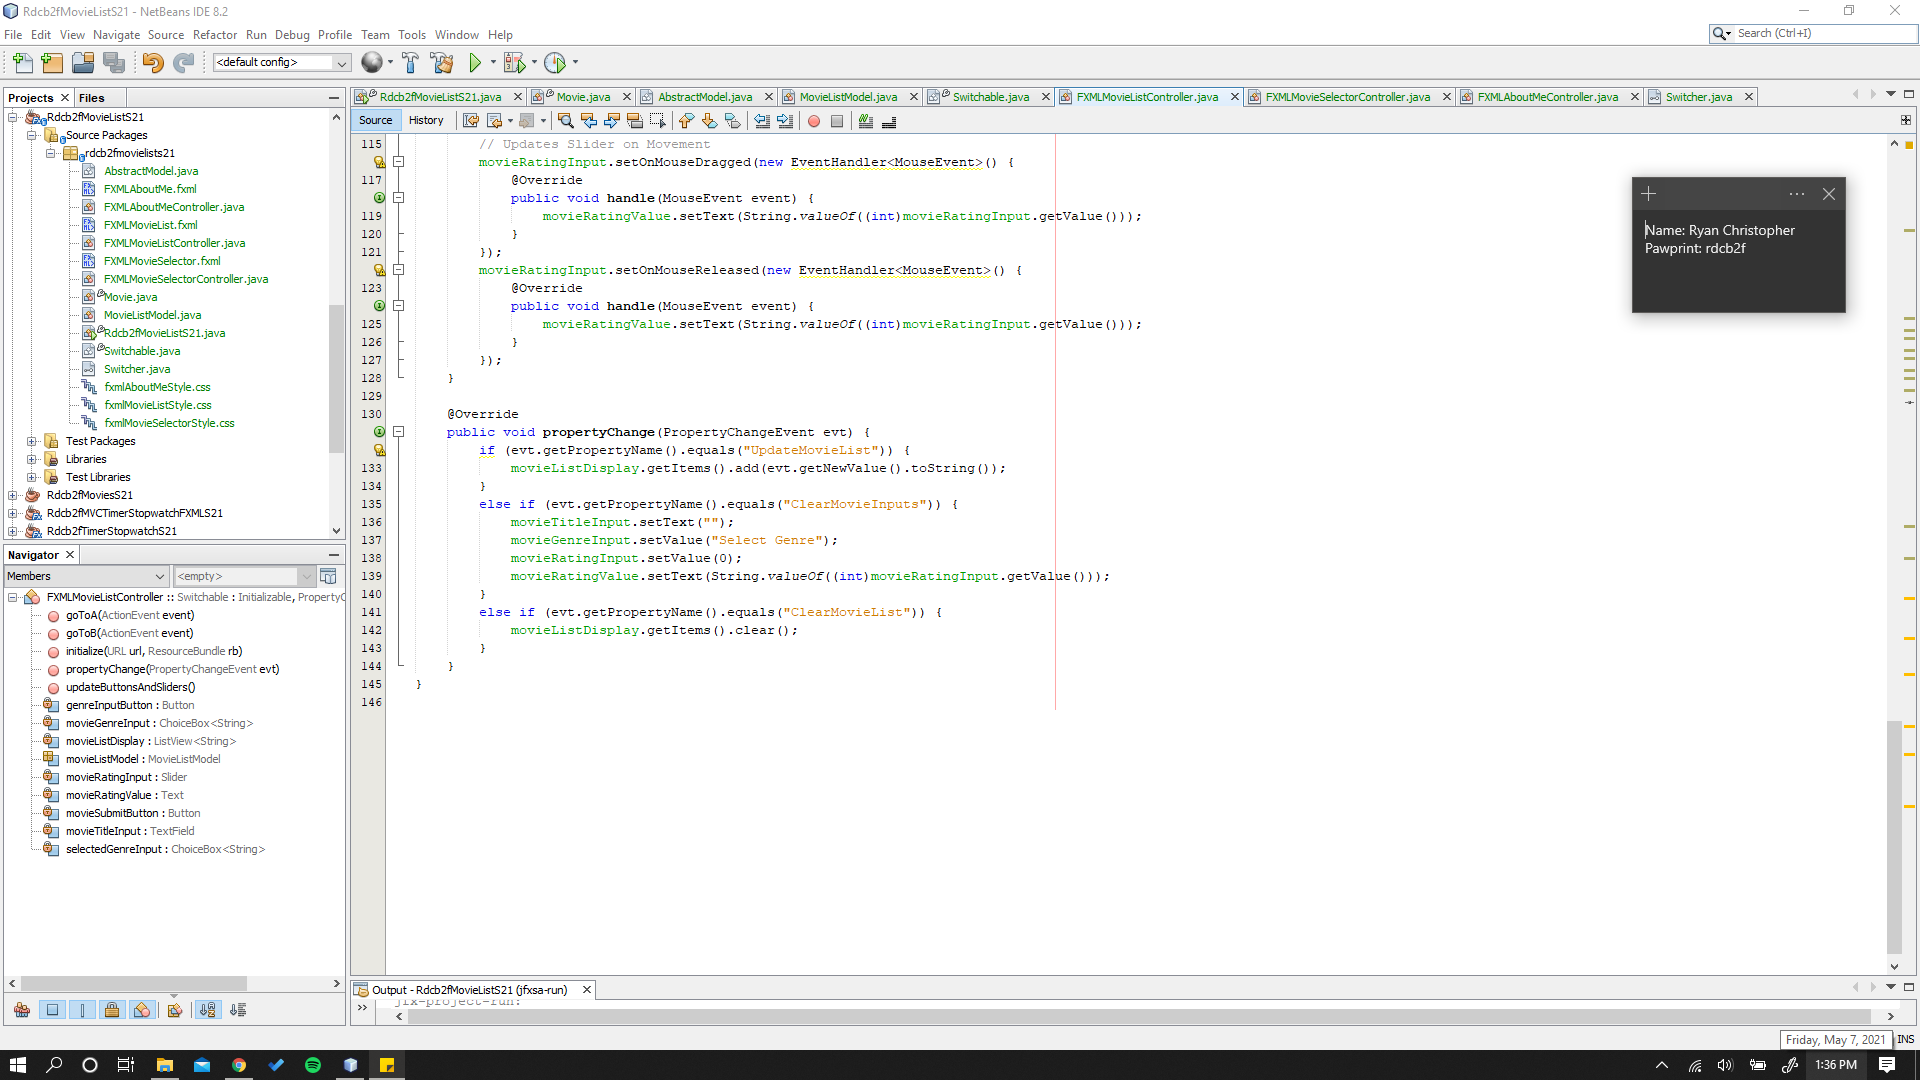 Rdcb2fMovieListS21 - NetBeans IDE 8.2
File Edit View Navigate Source Refactor Run Debug Profile Team Tools Window Help
Search (Ctrl+I)
<default config>
Projects Files
Rdcb2fMovieListS21
Source Packages
rdcb2fmovielists21
AbstractModel.java
FXMLAboutMe.fxml
FXMLAboutMeController.java
FXMLMovieList.fxml
FXMLMovieListController.java
FXMLMovieSelector.fxml
FXMLMovieSelectorController.java
Movie.java
MovieListModel.java
Rdcb2fMovieListS21.java
Switchable.java
Switcher.java
fxmlAboutMeStyle.css
fxmlMovieListStyle.css
fxmlMovieSelectorStyle.css
Test Packages
Libraries
Test Libraries
Rdcb2fMoviesS21
Rdcb2fMVCTimerStopwatchFXMLS21
Rdcb2fTimerStopwatchS21
Navigator
Members <empty>
FXMLMovieListController :: Switchable : Initializable, PropertyC
goToA(ActionEvent event)
goToB(ActionEvent event)
initialize(URL url, ResourceBundle rb)
propertyChange(PropertyChangeEvent evt)
updateButtonsAndSliders()
genreInputButton : Button
movieGenreInput : ChoiceBox<String>
movieListDisplay : ListView<String>
movieListModel : MovieListModel
movieRatingInput : Slider
movieRatingValue : Text
movieSubmitButton : Button
movieTitleInput : TextField
selectedGenreInput : ChoiceBox<String>
Rdcb2fMovieListS21.java Movie.java AbstractModel.java MovieListModel.java Switchable.java FXMLMovieListController.java FXMLMovieSelectorController.java FXMLAboutMeController.java Switcher.java
Source History
115 // Updates Slider on Movement
movieRatingInput.setOnMouseDragged(new EventHandler<MouseEvent>() {
117 @Override
public void handle(MouseEvent event) {
119 movieRatingValue.setText(String.valueOf((int)movieRatingInput.getValue()));
120 }
121 });
movieRatingInput.setOnMouseReleased(new EventHandler<MouseEvent>() {
123 @Override
public void handle(MouseEvent event) {
125 movieRatingValue.setText(String.valueOf((int)movieRatingInput.getValue()));
126 }
127 });
128 }
129
130 @Override
public void propertyChange(PropertyChangeEvent evt) {
if (evt.getPropertyName().equals("UpdateMovieList")) {
133 movieListDisplay.getItems().add(evt.getNewValue().toString());
134 }
135 else if (evt.getPropertyName().equals("ClearMovieInputs")) {
136 movieTitleInput.setText("");
137 movieGenreInput.setValue("Select Genre");
138 movieRatingInput.setValue(0);
139 movieRatingValue.setText(String.valueOf((int)movieRatingInput.getValue()));
140 }
141 else if (evt.getPropertyName().equals("ClearMovieList")) {
142 movieListDisplay.getItems().clear();
143 }
144 }
145 }
146
Name: Ryan Christopher
Pawprint: rdcb2f
Output - Rdcb2fMovieListS21 (jfxsa-run)
jfx-project-run:
Friday, May 7, 2021 INS
1:36 PM